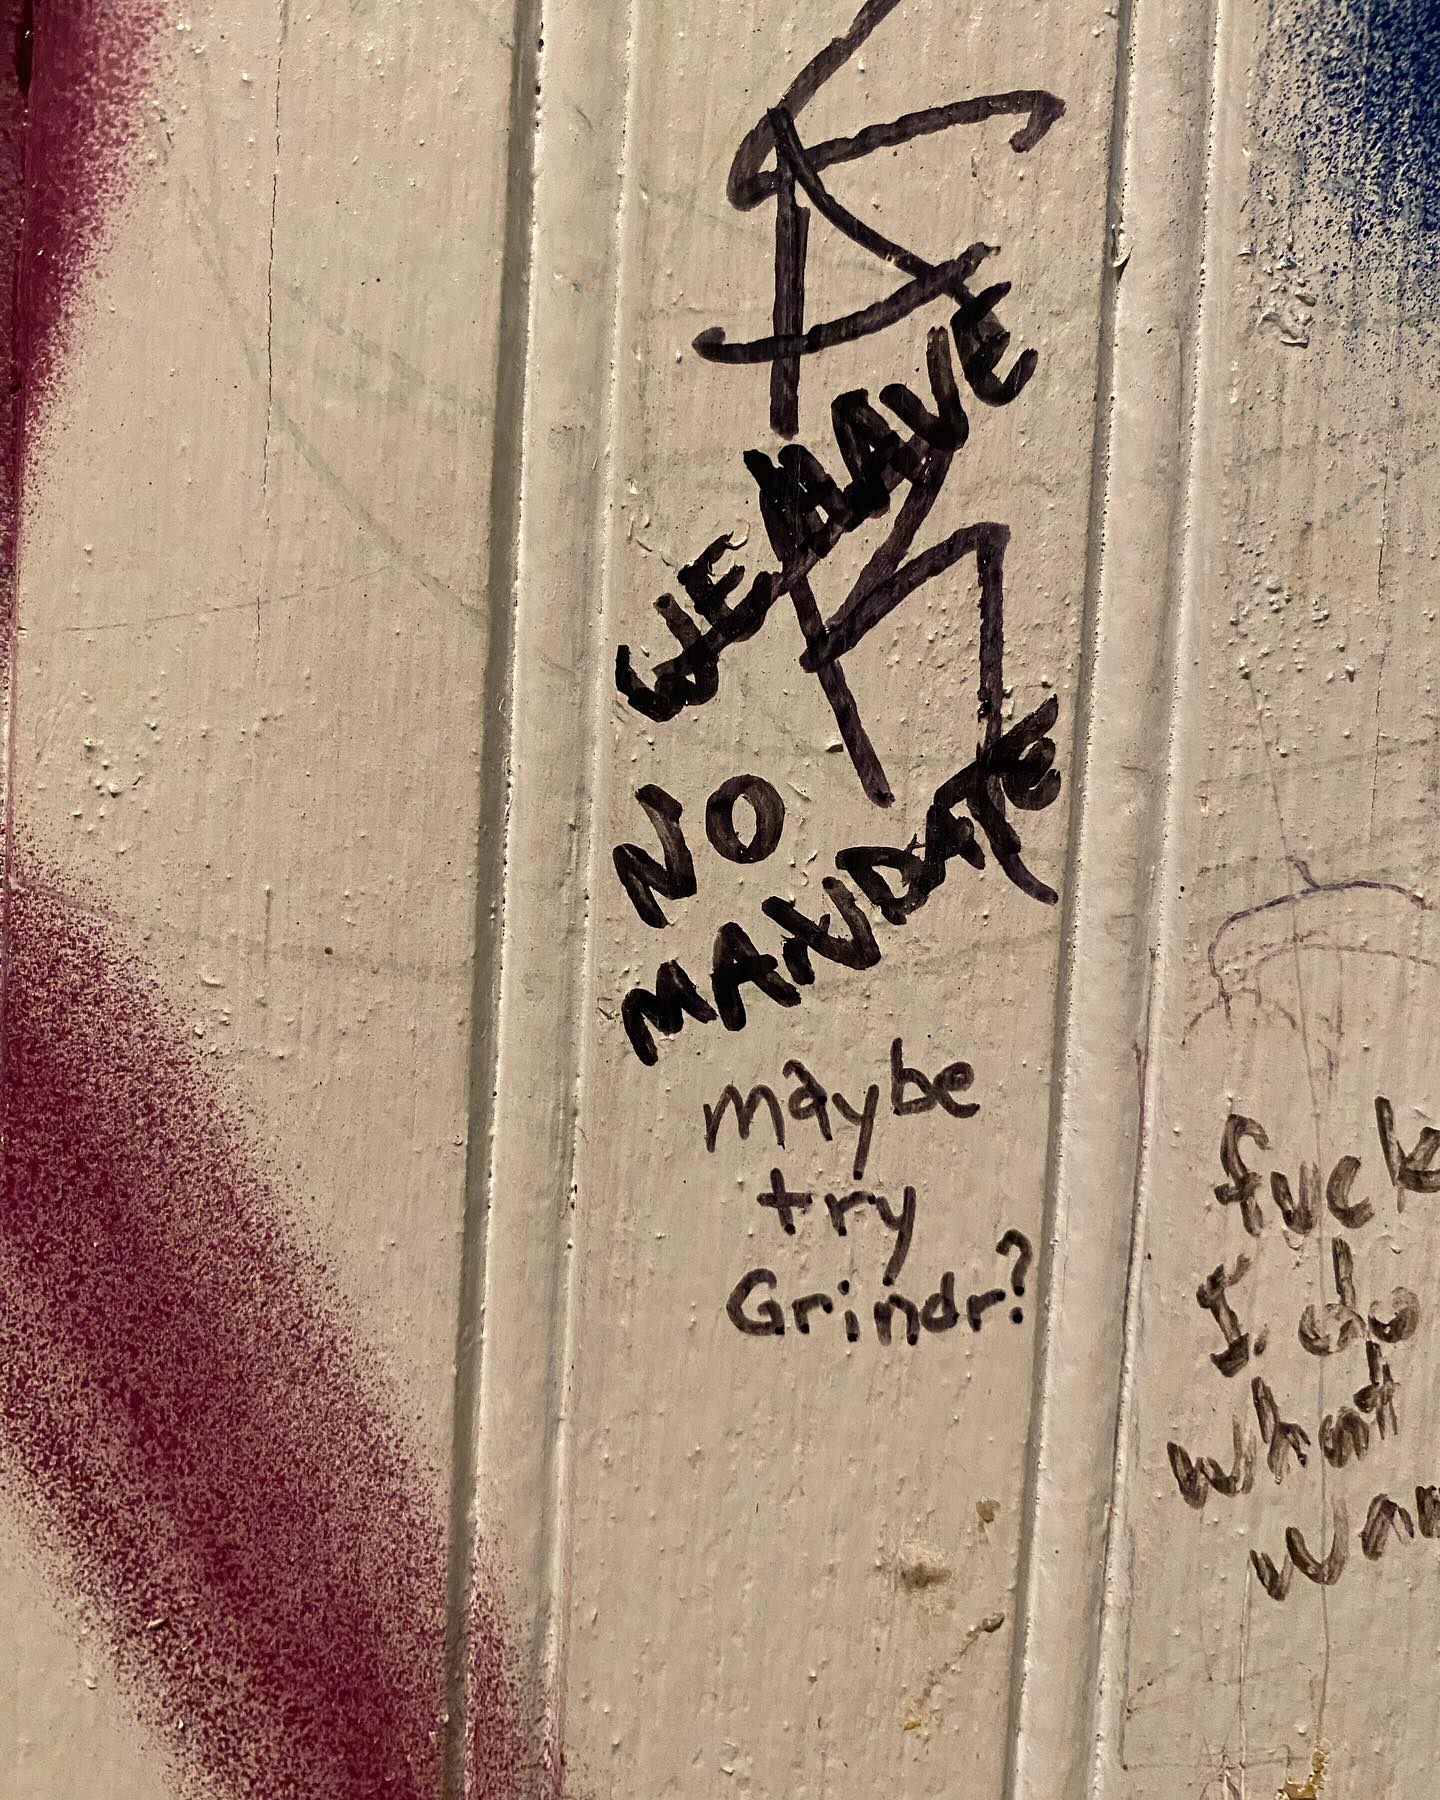 WE HAVE
NO
MANDATE
maybe
try
Grindr?
fuck
I do
what